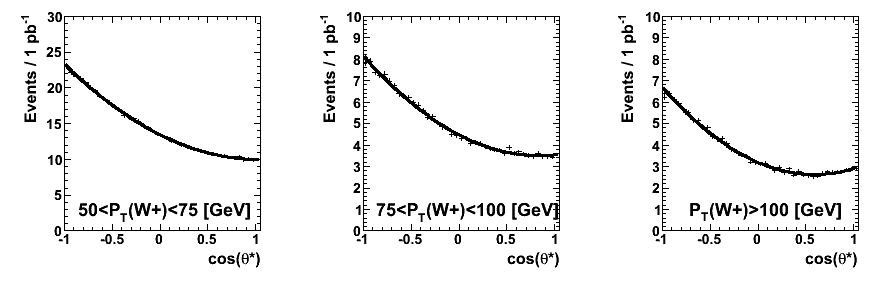 Events / 1 pb⁻¹
30
25
20
15
10
5
0
50<P_T(W+)<75 [GeV]
-1 -0.5 0 0.5 1
cos(θ*)
Events / 1 pb⁻¹
10
9
8
7
6
5
4
3
2
1
0
75<P_T(W+)<100 [GeV]
-1 -0.5 0 0.5 1
cos(θ*)
Events / 1 pb⁻¹
10
9
8
7
6
5
4
3
2
1
0
P_T(W+)>100 [GeV]
-1 -0.5 0 0.5 1
cos(θ*)